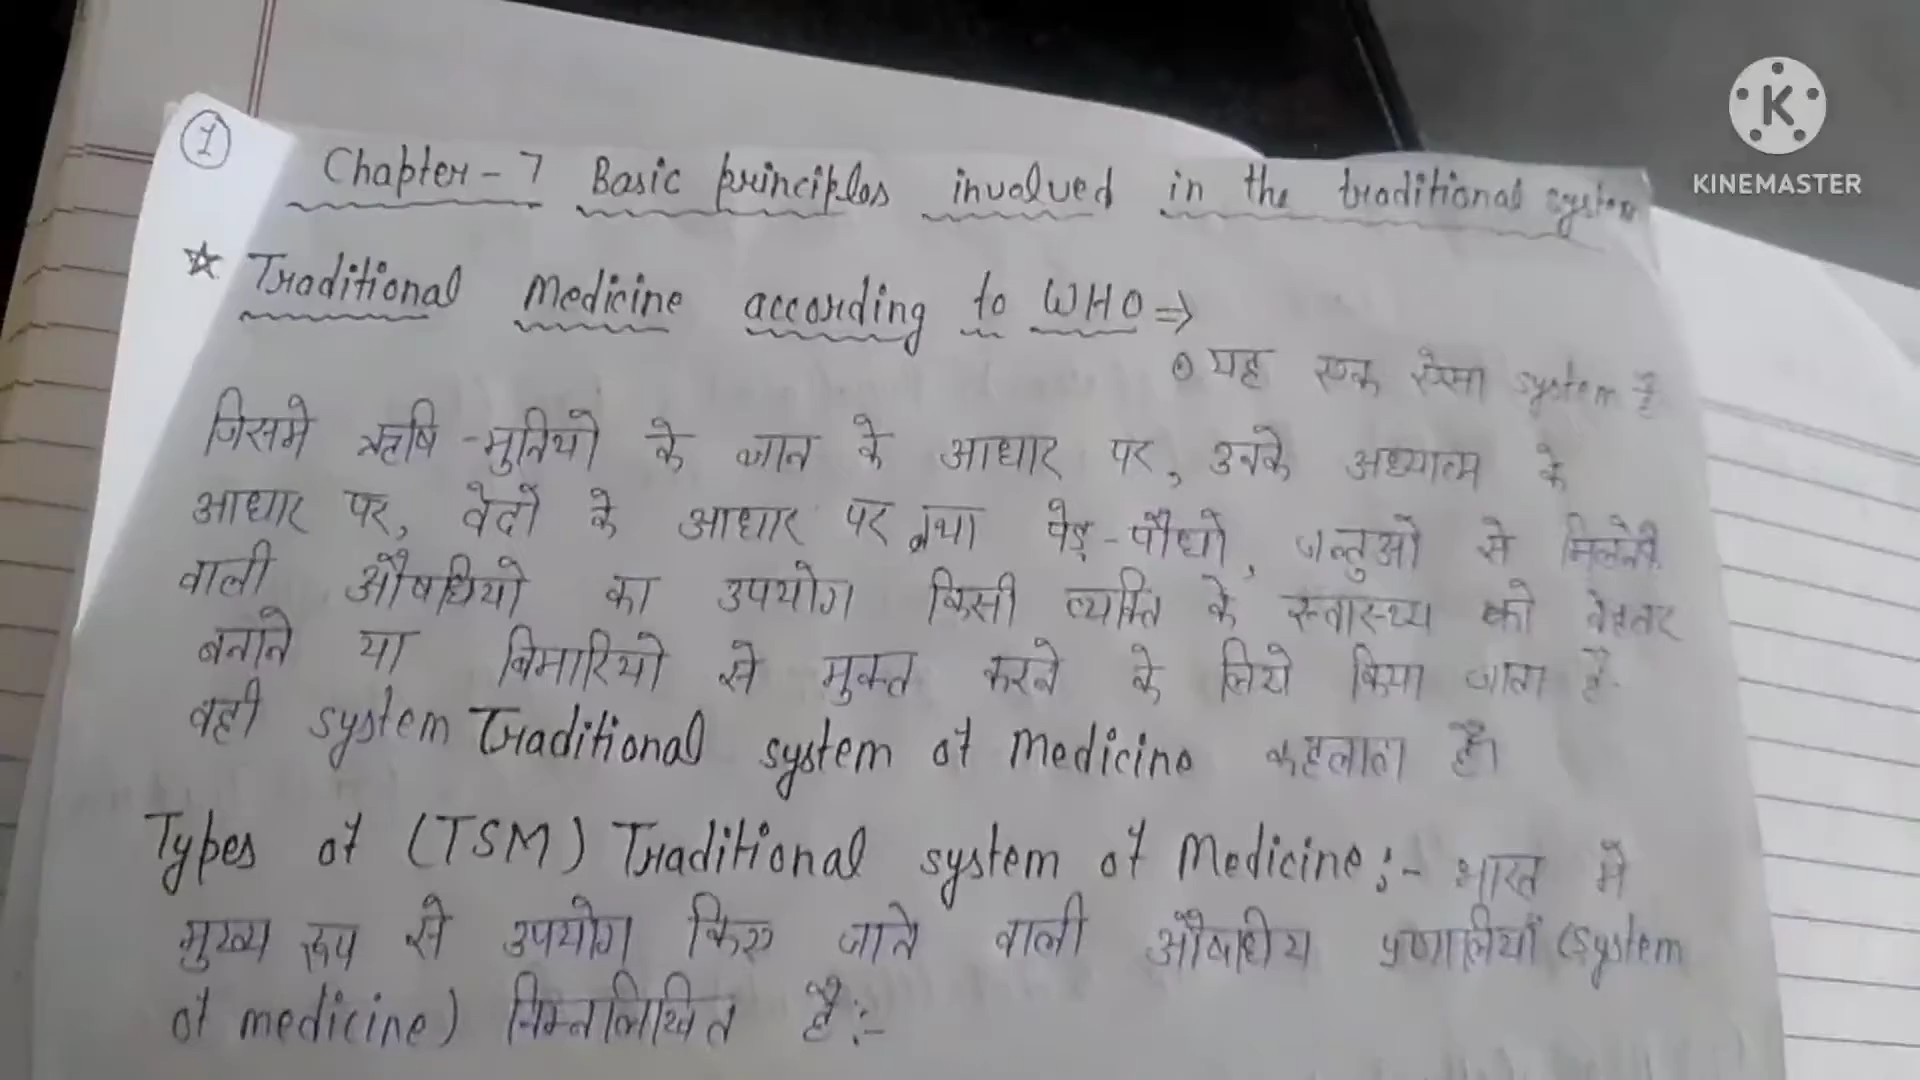 1
Chapter-7 Basic principles involved in the traditional system
☆ Traditional medicine according to WHO ⇒
यह एक ऐसा system है
जिसमे ऋषि-मुनियो के ज्ञान के आधार पर, उनके अध्यात्म के
आधार पर, वेदों के आधार पर तथा पेड़-पौधो, जन्तुओ से मिलने
वाली औषधियो का उपयोग किसी व्यक्ति के स्वास्थ्य को बेहतर
बनाने या बिमारियो से मुक्त करने के लिये किया जाता है
वही system Traditional system of medicine कहलाता है।
Types of (TSM) Traditional system of Medicine :- भारत मे
मुख्य रूप से उपयोग किए जाने वाली औषधीय प्रणालियाँ (system
of medicine) निम्नलिखित है :-
KINEMASTER